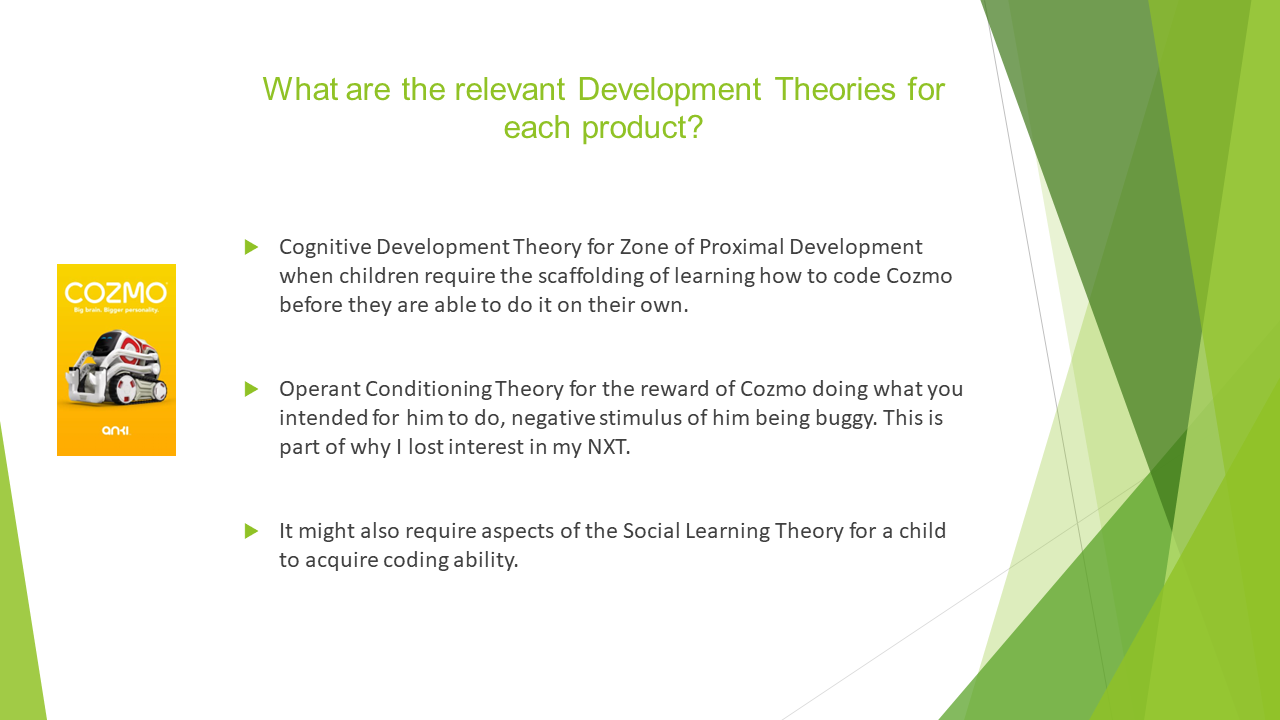 What are the relevant Development Theories for
each product?
Cognitive Development Theory for Zone of Proximal Development
when children require the scaffolding of learning how to code Cozmo
before they are able to do it on their own.
COZMO
Big brain. Bigger personality.
Operant Conditioning Theory for the reward of Cozmo doing what you
intended for him to do, negative stimulus of him being buggy. This is
part of why I lost interest in my NXT.
anki
It might also require aspects of the Social Learning Theory for a child
to acquire coding ability.